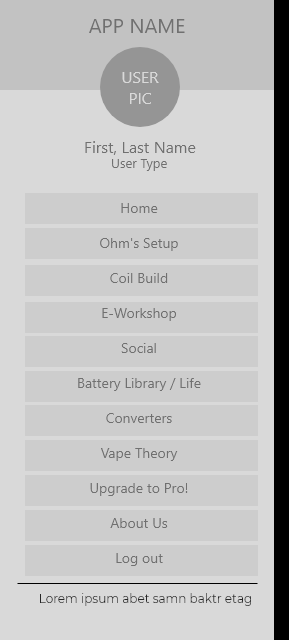 APP NAME
USER
PIC
First, Last Name
User Type
Home
Ohm's Setup
Coil Build
E-Workshop
Social
Battery Library / Life
Converters
Vape Theory
Upgrade to Pro!
About Us
Log out
Lorem ipsum abet samn baktr etag